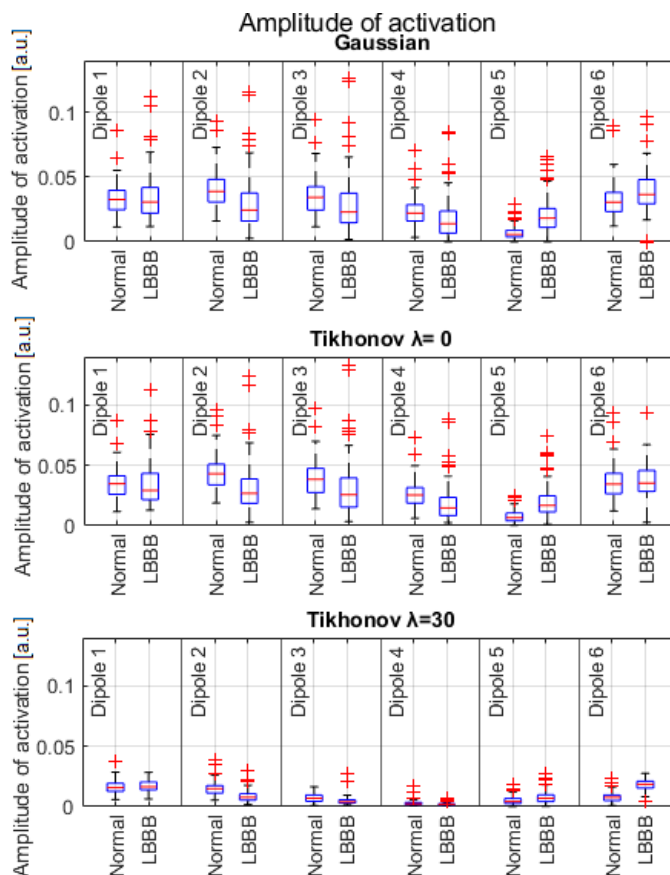 Amplitude of activation
Gaussian
Amplitude of activation [a.u.]
0.1
0.05
0
Dipole 1
Dipole 2
Dipole 3
Dipole 4
Dipole 5
Dipole 6
Normal
LBBB
Normal
LBBB
Normal
LBBB
Normal
LBBB
Normal
LBBB
Normal
LBBB
Tikhonov λ= 0
Amplitude of activation [a.u.]
0.1
0.05
0
Dipole 1
Dipole 2
Dipole 3
Dipole 4
Dipole 5
Dipole 6
Normal
LBBB
Normal
LBBB
Normal
LBBB
Normal
LBBB
Normal
LBBB
Normal
LBBB
Tikhonov λ=30
Amplitude of activation [a.u.]
0.1
0.05
0
Dipole 1
Dipole 2
Dipole 3
Dipole 4
Dipole 5
Dipole 6
Normal
LBBB
Normal
LBBB
Normal
LBBB
Normal
LBBB
Normal
LBBB
Normal
LBBB